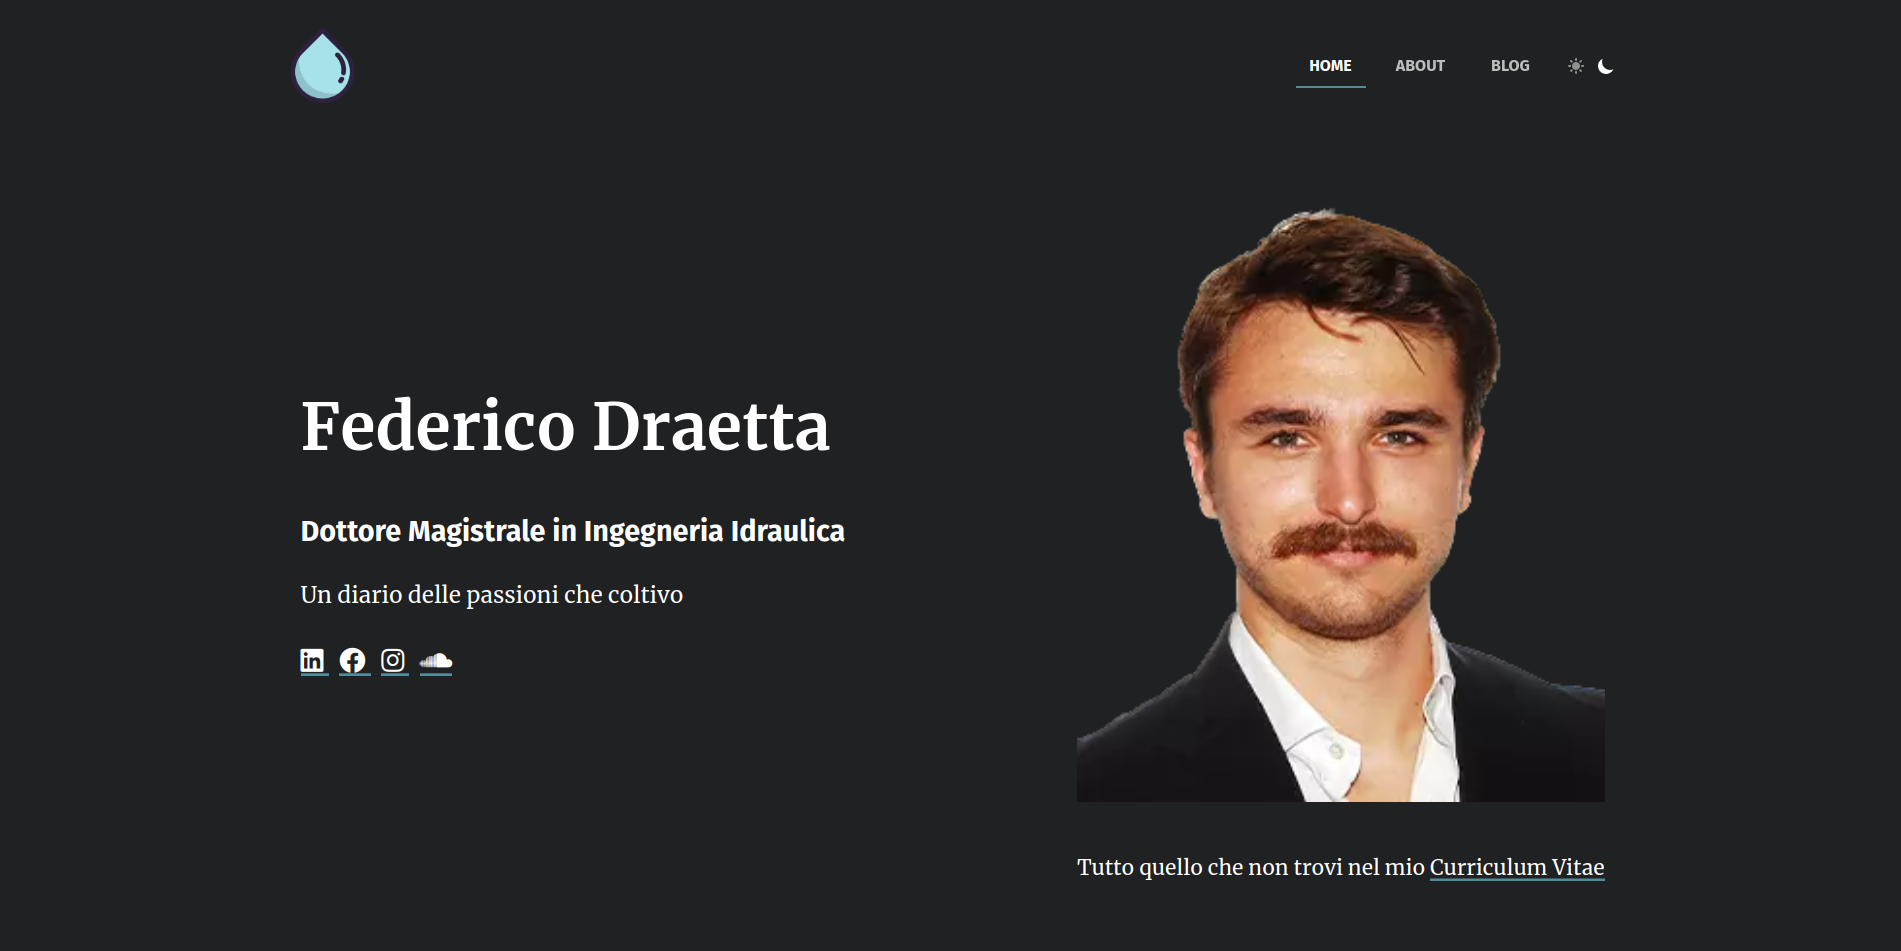 HOME ABOUT BLOG
Federico Draetta
Dottore Magistrale in Ingegneria Idraulica
Un diario delle passioni che coltivo
Tutto quello che non trovi nel mio Curriculum Vitae